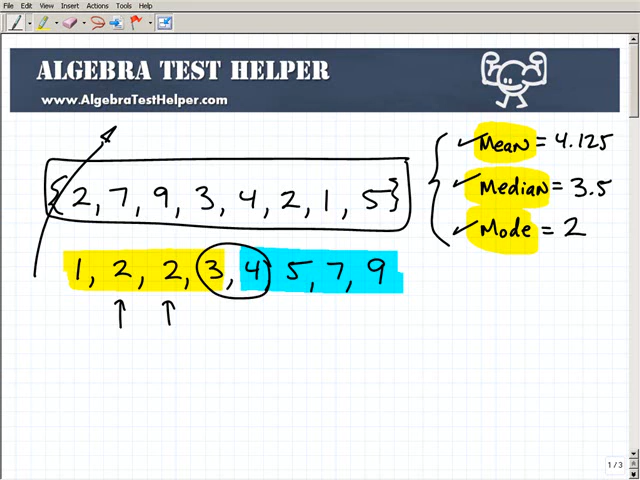 File Edit View Insert Actions Tools Help
ALGEBRA TEST HELPER
www.AlgebraTestHelper.com
{2, 7, 9, 3, 4, 2, 1, 5}
1, 2, 2, 3, 4, 5, 7, 9
Mean = 4.125
Median = 3.5
Mode = 2
1/3